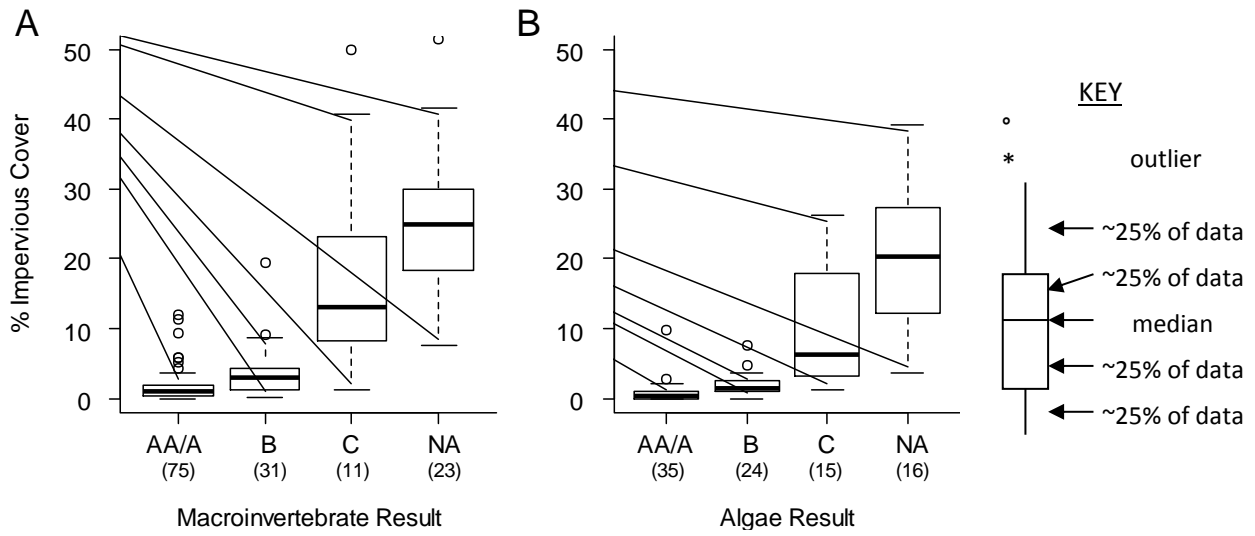 A
% Impervious Cover
50
40
30
20
10
0
AA/A B C NA
(75) (31) (11) (23)
Macroinvertebrate Result
B
50
40
30
20
10
0
AA/A B C NA
(35) (24) (15) (16)
Algae Result
KEY
*
outlier
~25% of data
~25% of data
median
~25% of data
~25% of data